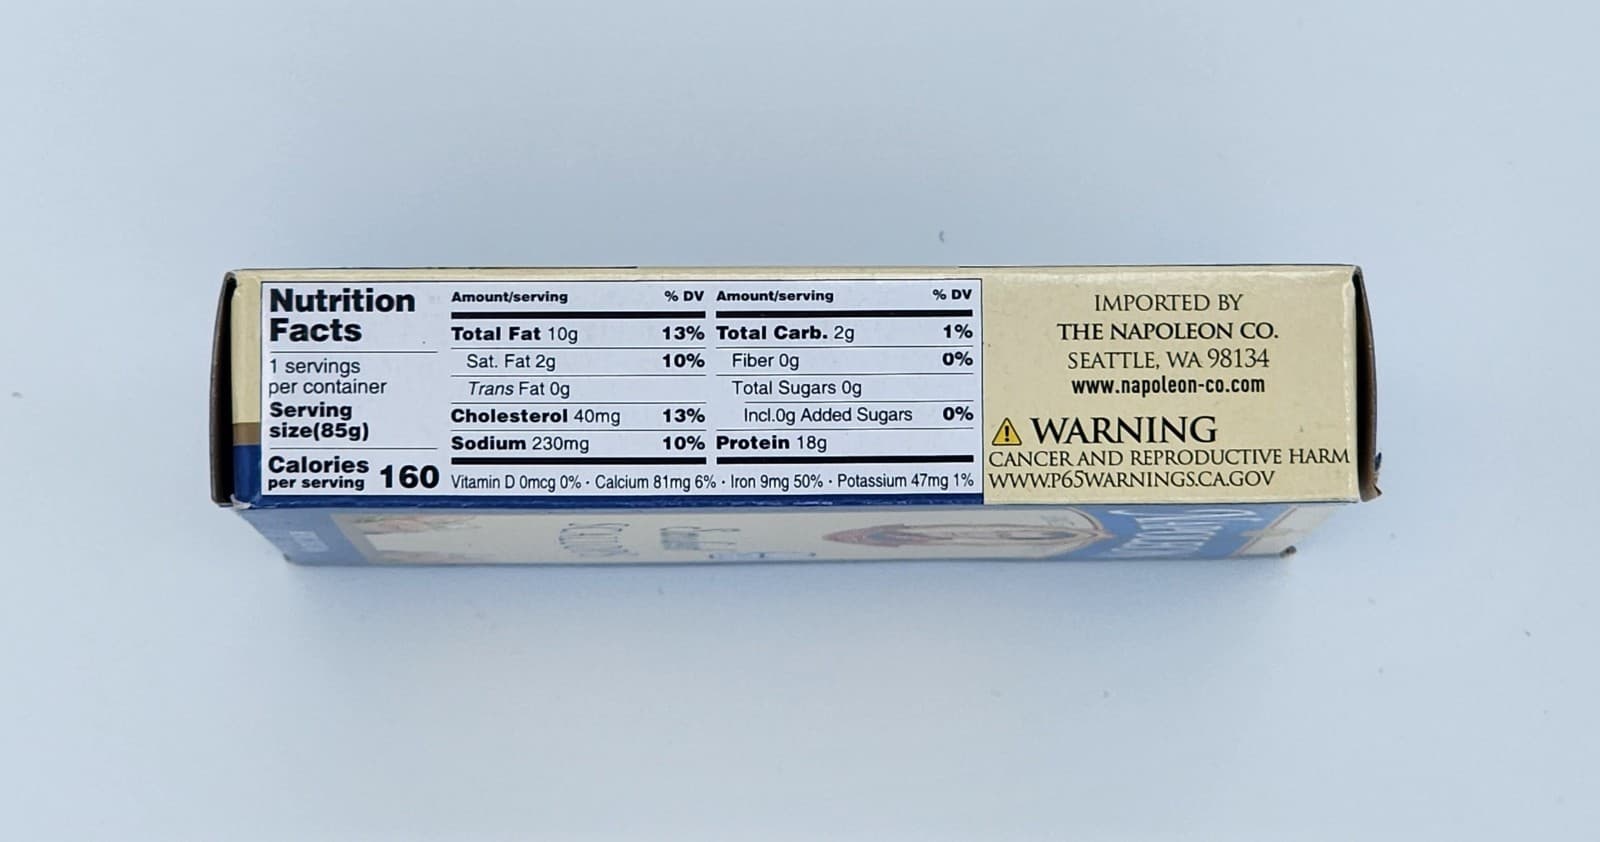 Nutrition
Facts
1 servings
per container
Serving
size(85g)
Calories
per serving 160
Amount/serving % DV
Total Fat 10g 13%
Sat. Fat 2g 10%
Trans Fat 0g
Cholesterol 40mg 13%
Sodium 230mg 10%
Amount/serving % DV
Total Carb. 2g 1%
Fiber 0g 0%
Total Sugars 0g
Incl.0g Added Sugars 0%
Protein 18g
Vitamin D 0mcg 0% · Calcium 81mg 6% · Iron 9mg 50% · Potassium 47mg 1%
IMPORTED BY
THE NAPOLEON CO.
SEATTLE, WA 98134
www.napoleon-co.com
⚠ WARNING
CANCER AND REPRODUCTIVE HARM
WWW.P65WARNINGS.CA.GOV